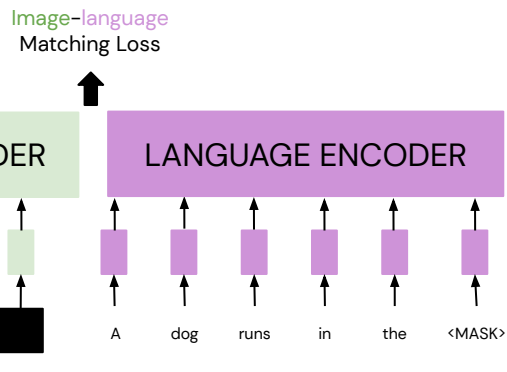 Image-language
Matching Loss
DER
LANGUAGE ENCODER
A dog runs in the <MASK>